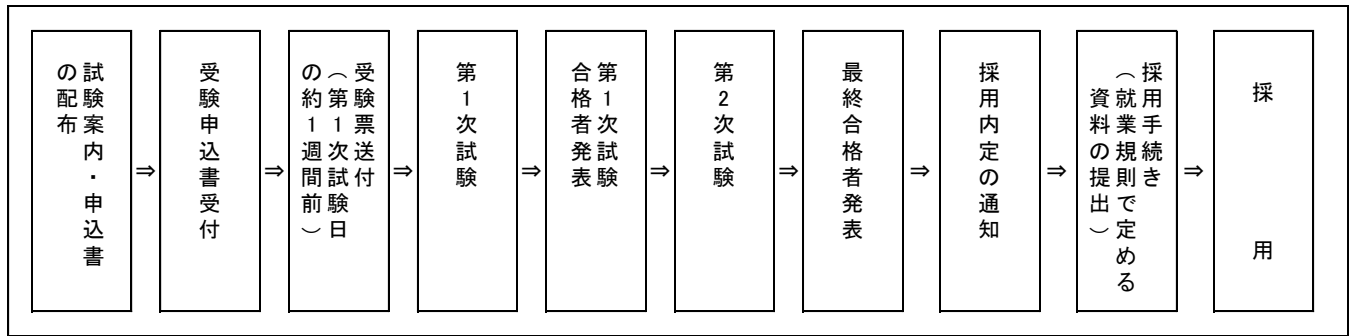 試験案内・申込書
の配布
⇒
受験申込書受付
⇒
受験票送付
（第１次試験日
の約１週間前）
⇒
第１次試験
⇒
第１次試験
合格者発表
⇒
第２次試験
⇒
最終合格者発表
⇒
採用内定の通知
⇒
採用手続き
（就業規則で定める
資料の提出）
⇒
採用